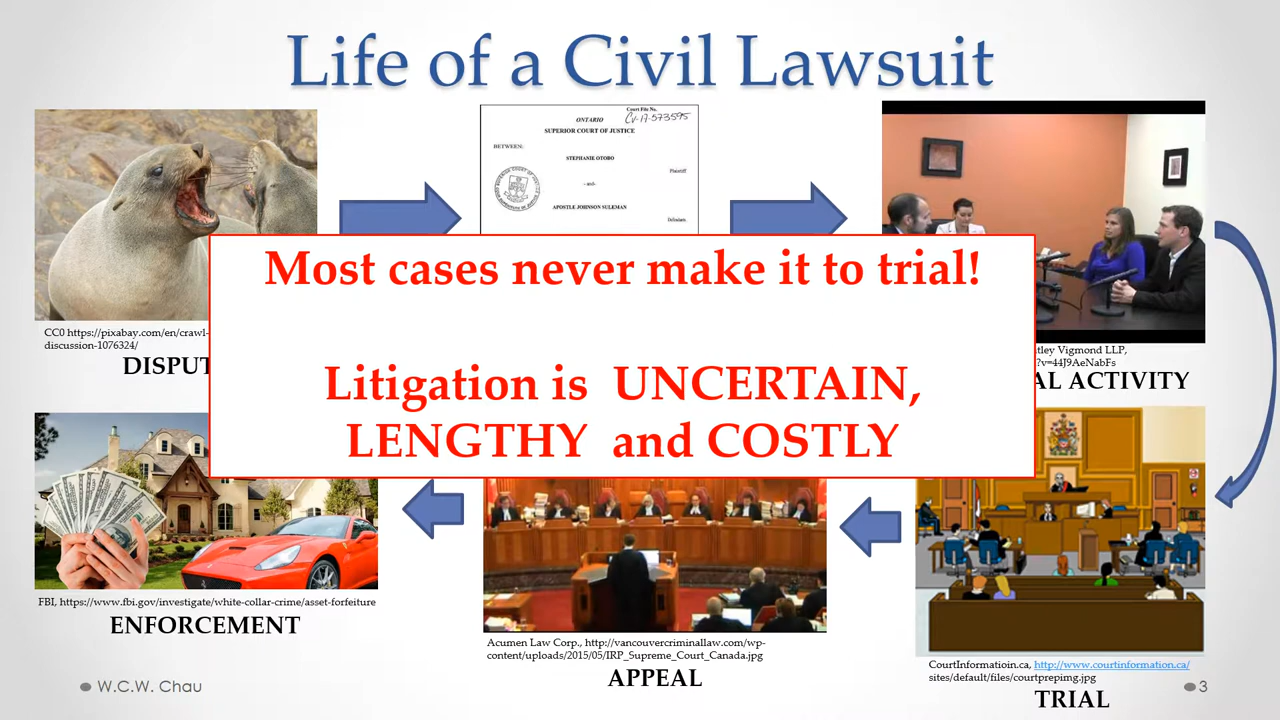 Life of a Civil Lawsuit
Court File No.
CV-17-573595
ONTARIO
SUPERIOR COURT OF JUSTICE
BETWEEN:
STEPHANIE OTOBO
Plaintiff
-and-
APOSTLE JOHNSON SULEMAN
Defendant
Most cases never make it to trial!
Litigation is UNCERTAIN,
LENGTHY and COSTLY
CC0 https://pixabay.com/en/crawl-
discussion-1076324/
DISPUT
tley Vigmond LLP,
?v=44J9AeNabFs
AL ACTIVITY
FBI, https://www.fbi.gov/investigate/white-collar-crime/asset-forfeiture
ENFORCEMENT
Acumen Law Corp., http://vancouvercriminallaw.com/wp-
content/uploads/2015/05/IRP_Supreme_Court_Canada.jpg
APPEAL
CourtInformatioin.ca, http://www.courtinformation.ca/
sites/default/files/courtprepimg.jpg
TRIAL
W.C.W. Chau
3